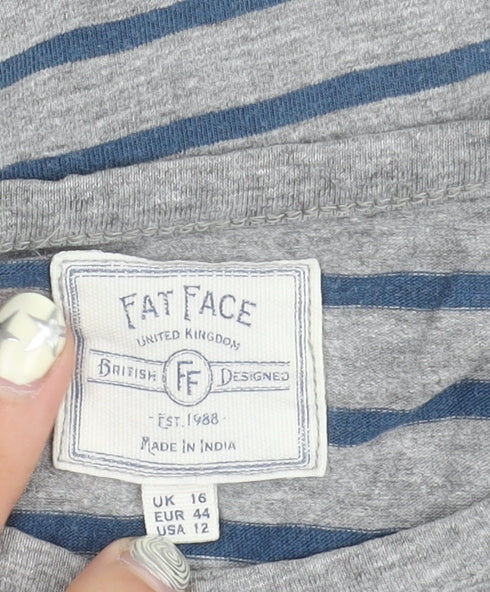 FAT FACE
UNITED KINGDOM
BRITISH FF DESIGNED
- EST. 1988 -
MADE IN INDIA
UK 16
EUR 44
USA 12